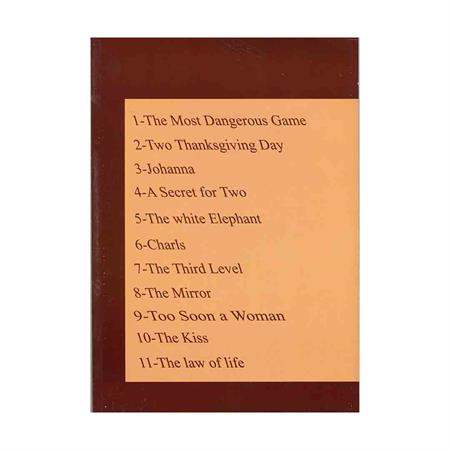 1-The Most Dangerous Game
2-Two Thanksgiving Day
3-Johanna
4-A Secret for Two
5-The white Elephant
6-Charls
7-The Third Level
8-The Mirror
9-Too Soon a Woman
10-The Kiss
11-The law of life